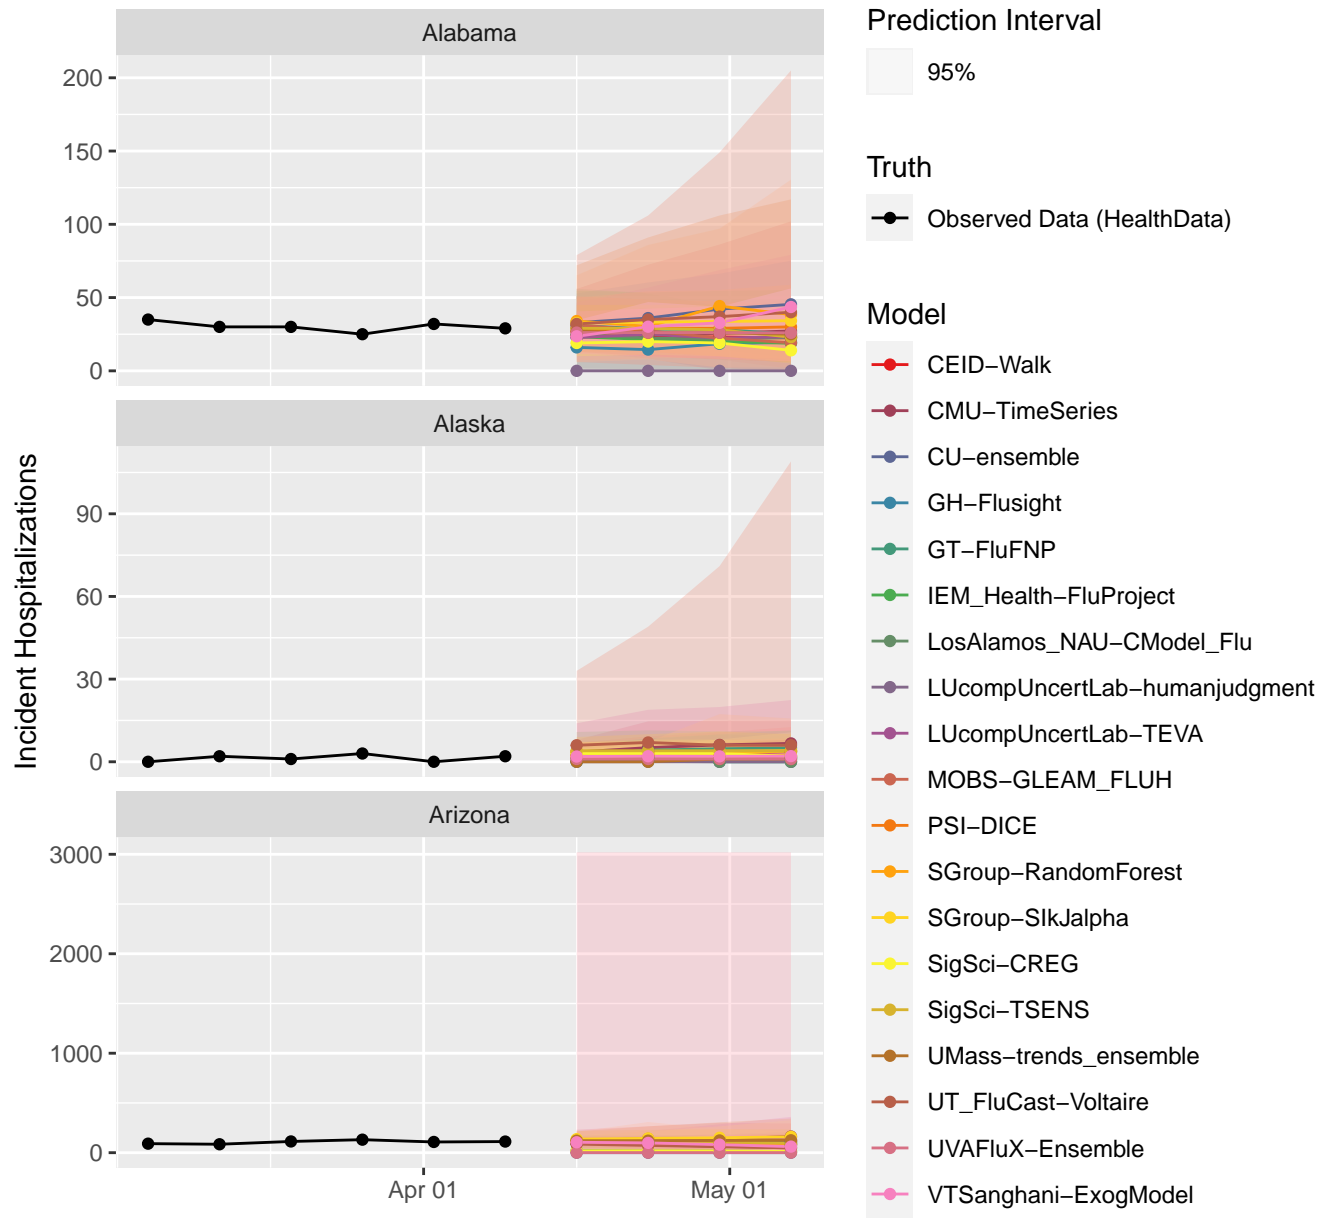 Alabama
200
150
100
50
0
Alaska
90
60
30
0
Arizona
3000
2000
1000
0
Apr 01
May 01
Incident Hospitalizations
Prediction Interval
95%
Truth
Observed Data (HealthData)
Model
CEID−Walk
CMU−TimeSeries
CU−ensemble
GH−Flusight
GT−FluFNP
IEM_Health−FluProject
LosAlamos_NAU−CModel_Flu
LUcompUncertLab−humanjudgment
LUcompUncertLab−TEVA
MOBS−GLEAM_FLUH
PSI−DICE
SGroup−RandomForest
SGroup−SIkJalpha
SigSci−CREG
SigSci−TSENS
UMass−trends_ensemble
UT_FluCast−Voltaire
UVAFluX−Ensemble
VTSanghani−ExogModel